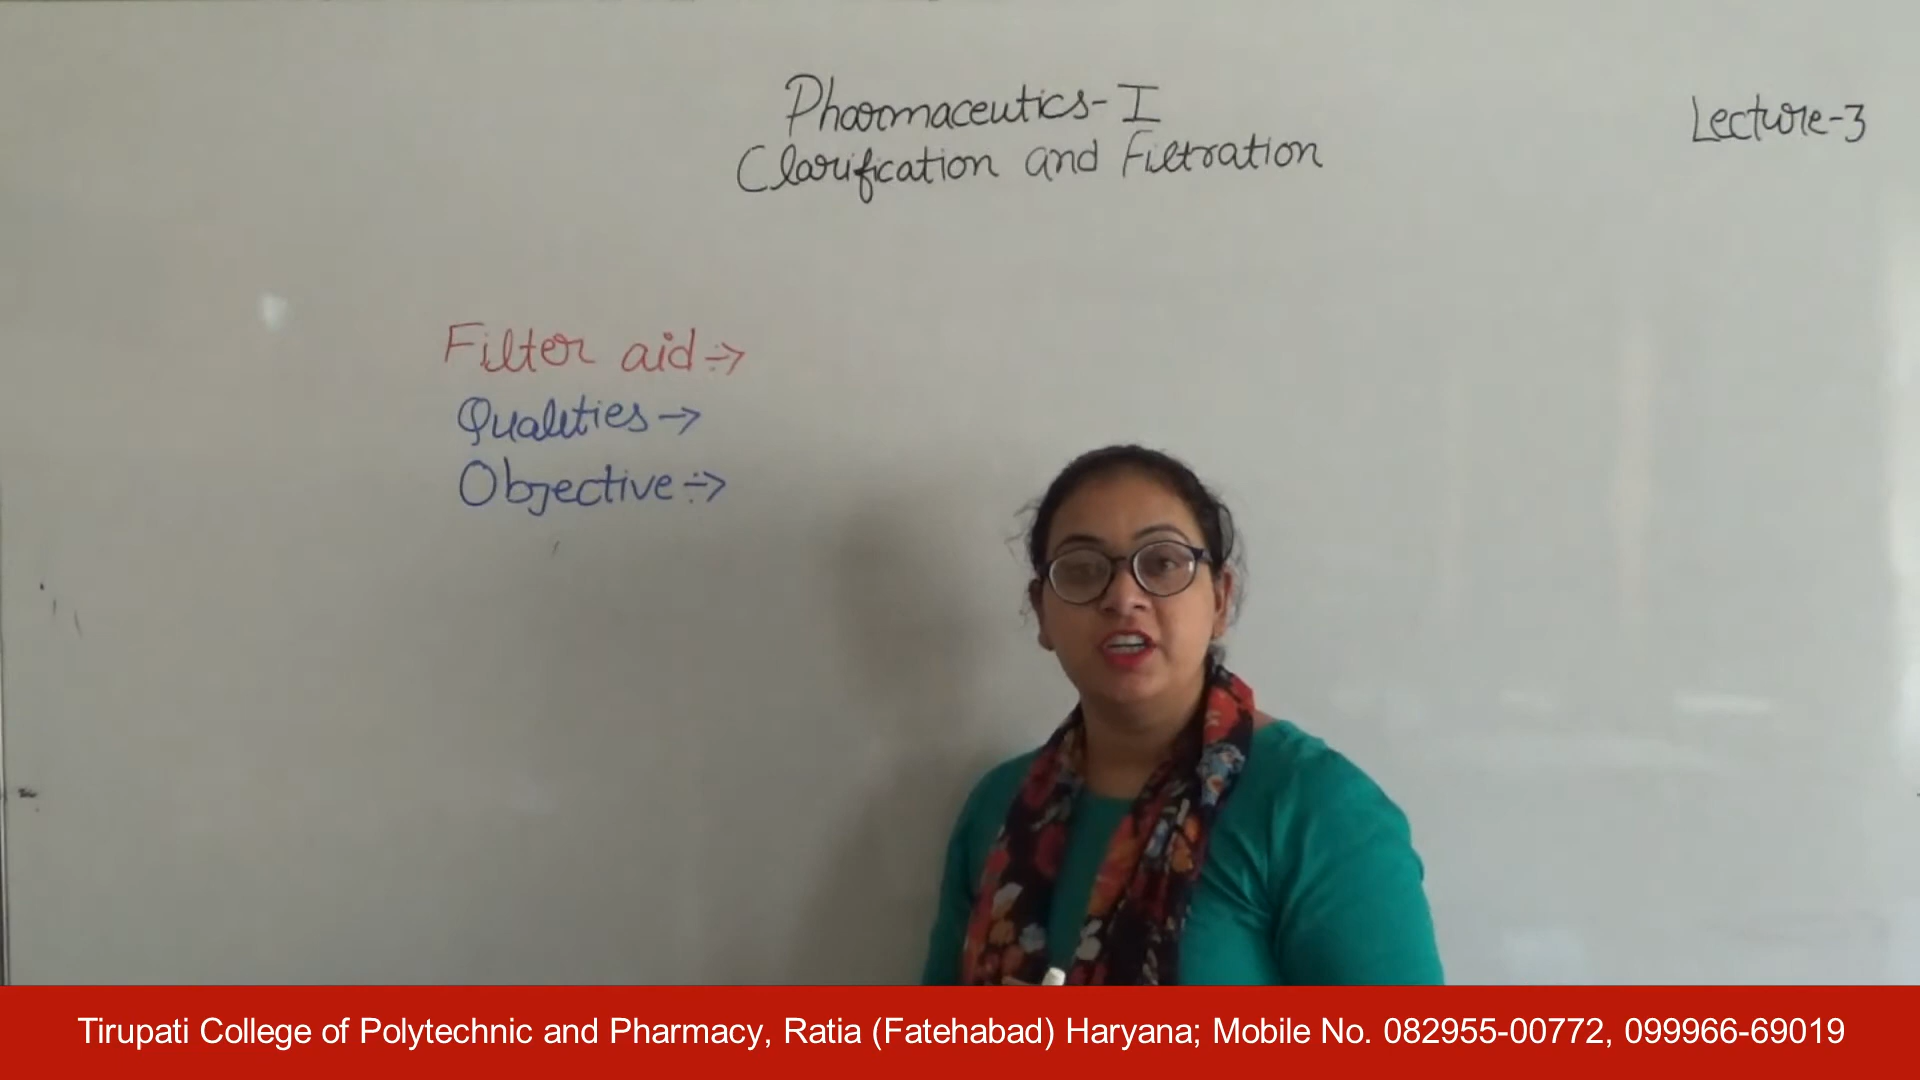 Pharmaceutics-I
Lecture-3
Clarification and Filtration
Filter aid ÷→
Qualities →
Objective ÷→
Tirupati College of Polytechnic and Pharmacy, Ratia (Fatehabad) Haryana; Mobile No. 082955-00772, 099966-69019